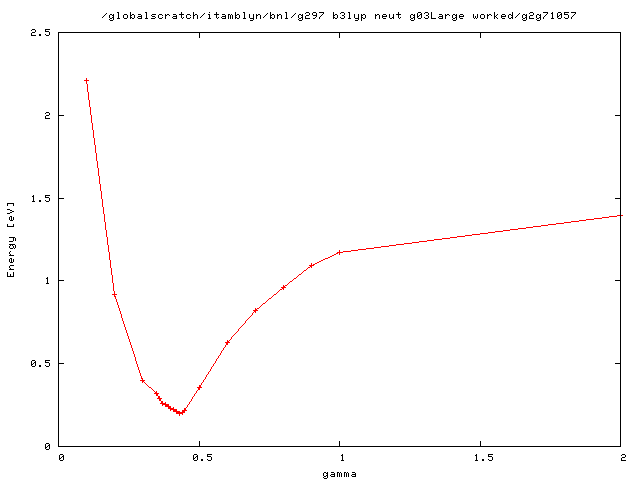 /globalscratch/itamblyn/bnl/g297 b3lyp neut g03Large worked/g2g71057
2.5
2
1.5
1
0.5
0
Energy [eV]
0 0.5 1 1.5 2
gamma